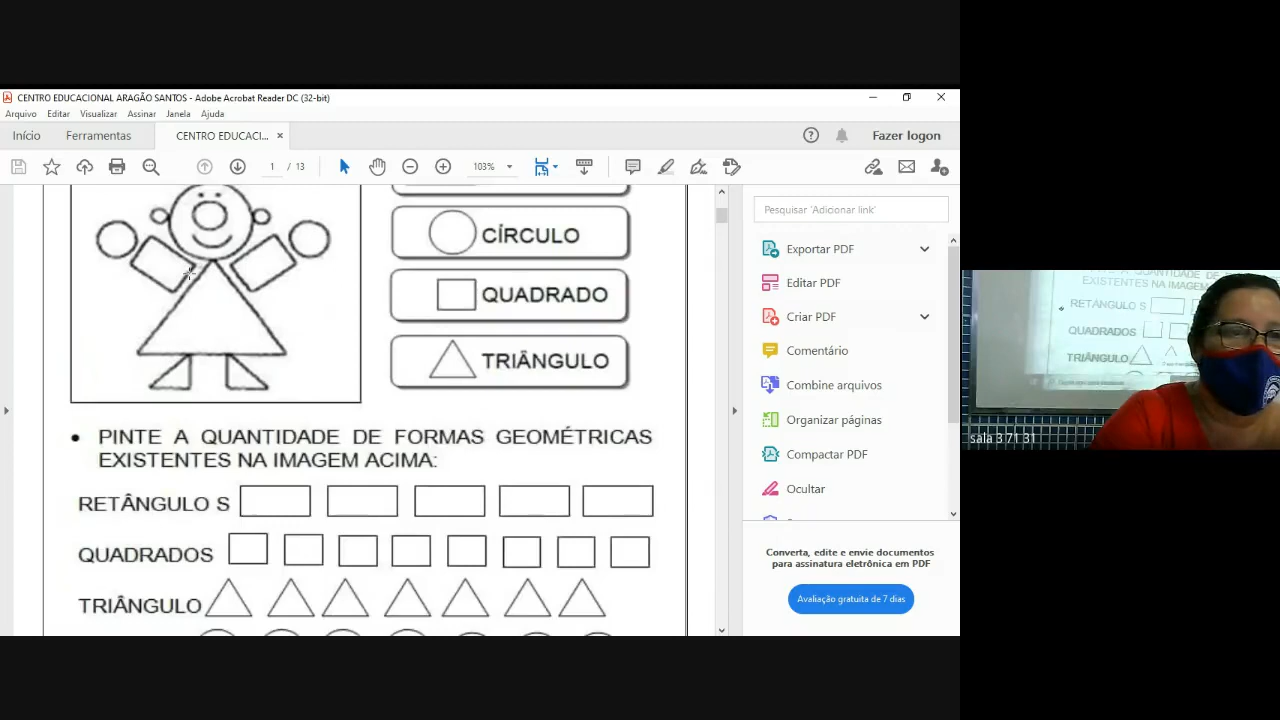 CENTRO EDUCACIONAL ARAGÃO SANTOS - Adobe Acrobat Reader DC (32-bit)
Arquivo Editar Visualizar Assinar Janela Ajuda
Início Ferramentas CENTRO EDUCACI... Fazer logon
1 / 13 103%
Pesquisar 'Adicionar link'
CÍRCULO
QUADRADO
TRIÂNGULO
PINTE A QUANTIDADE DE FORMAS GEOMÉTRICAS
EXISTENTES NA IMAGEM ACIMA:
RETÂNGULO S
QUADRADOS
TRIÂNGULO
Exportar PDF
Editar PDF
Criar PDF
Comentário
Combine arquivos
Organizar páginas
Compactar PDF
Ocultar
Converta, edite e envie documentos
para assinatura eletrônica em PDF
Avaliação gratuita de 7 dias
EXISTENTES NA IMAGEM
RETÂNGULO S
QUADRADOS
TRIÂNGULO
sala 3 71 31